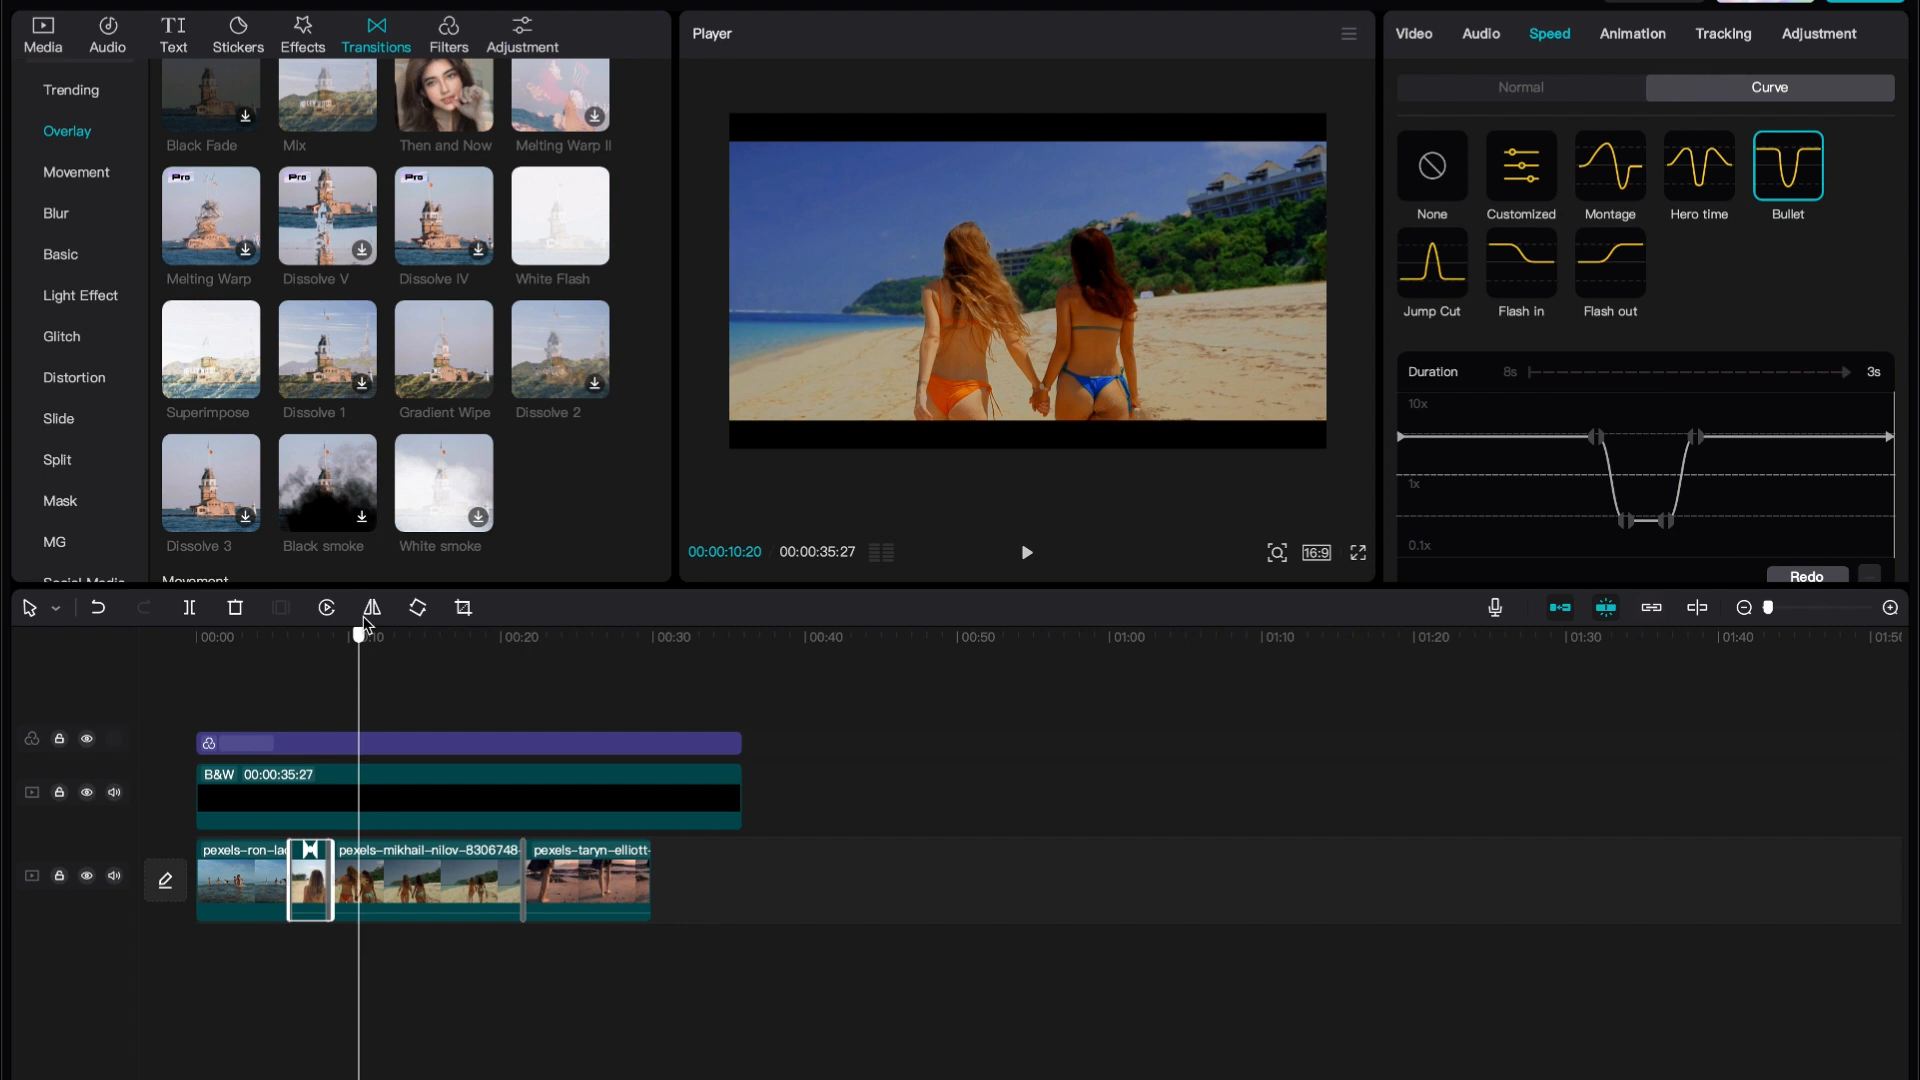 Media Audio Text Stickers Effects Transitions Filters Adjustment
Trending
Overlay
Movement
Blur
Basic
Light Effect
Glitch
Distortion
Slide
Split
Mask
MG
Social Media
Black Fade Mix Then and Now Melting Warp II
Pro Pro Pro
Melting Warp Dissolve V Dissolve IV White Flash
Superimpose Dissolve 1 Gradient Wipe Dissolve 2
Dissolve 3 Black smoke White smoke
Movement
Player
00:00:10:20 00:00:35:27
16:9
Video Audio Speed Animation Tracking Adjustment
Normal Curve
None Customized Montage Hero time Bullet
Jump Cut Flash in Flash out
Duration 8s 3s
10x
1x
0.1x
Redo
00:00 00:20 00:30 00:40 00:50 01:00 01:10 01:20 01:30 01:40
B&W 00:00:35:27
pexels-ron-la pexels-mikhail-nilov-8306748- pexels-taryn-elliott-